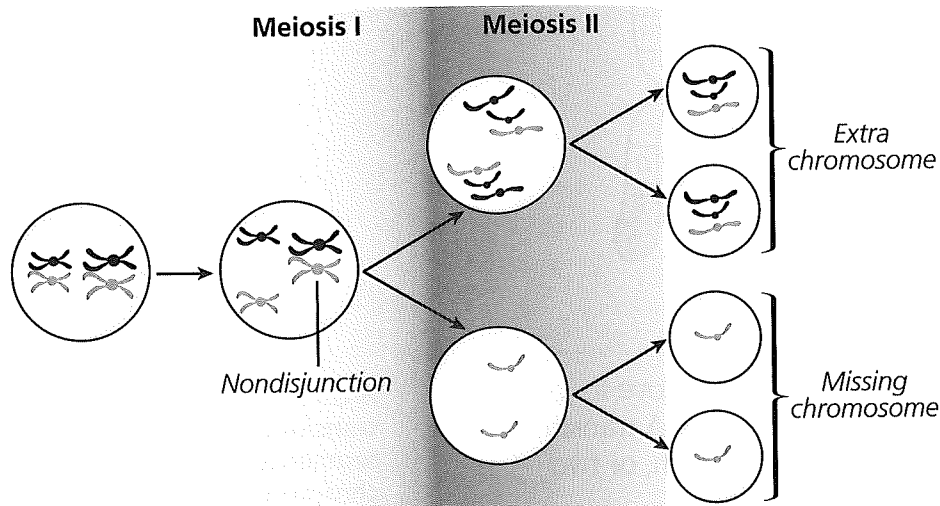 Meiosis I
Meiosis II
Extra
chromosome
Nondisjunction
Missing
chromosome